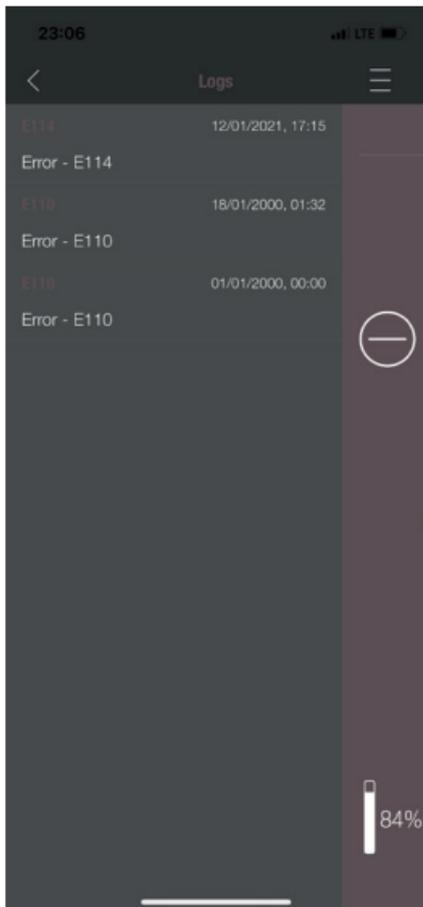 23:06 LTE
Logs
E114 12/01/2021, 17:15
Error - E114
E110 18/01/2000, 01:32
Error - E110
E110 01/01/2000, 00:00
Error - E110
84%